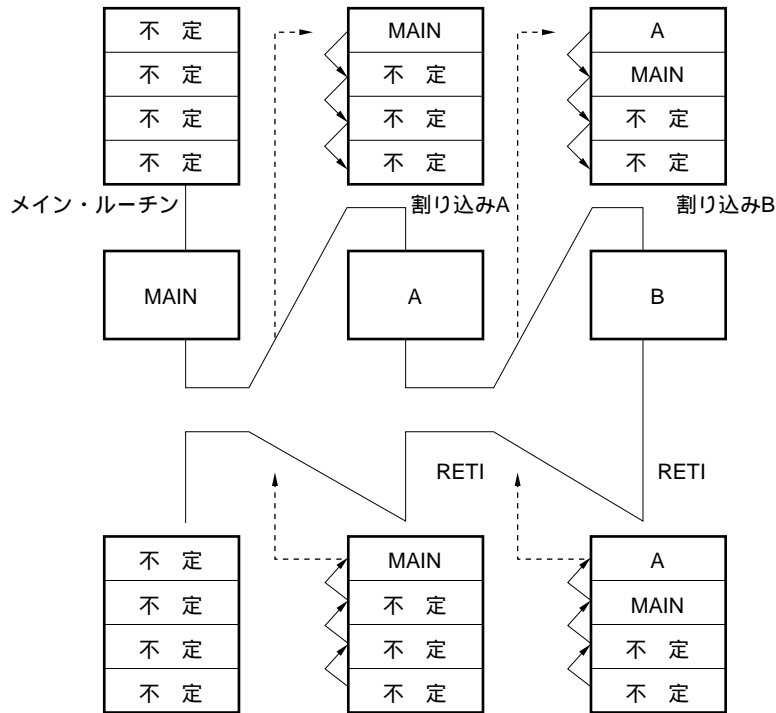 不 定
不 定
不 定
不 定
MAIN
不 定
不 定
不 定
A
MAIN
不 定
不 定
メイン・ルーチン
割り込みA
割り込みB
MAIN
A
B
RETI
RETI
不 定
不 定
不 定
不 定
MAIN
不 定
不 定
不 定
A
MAIN
不 定
不 定